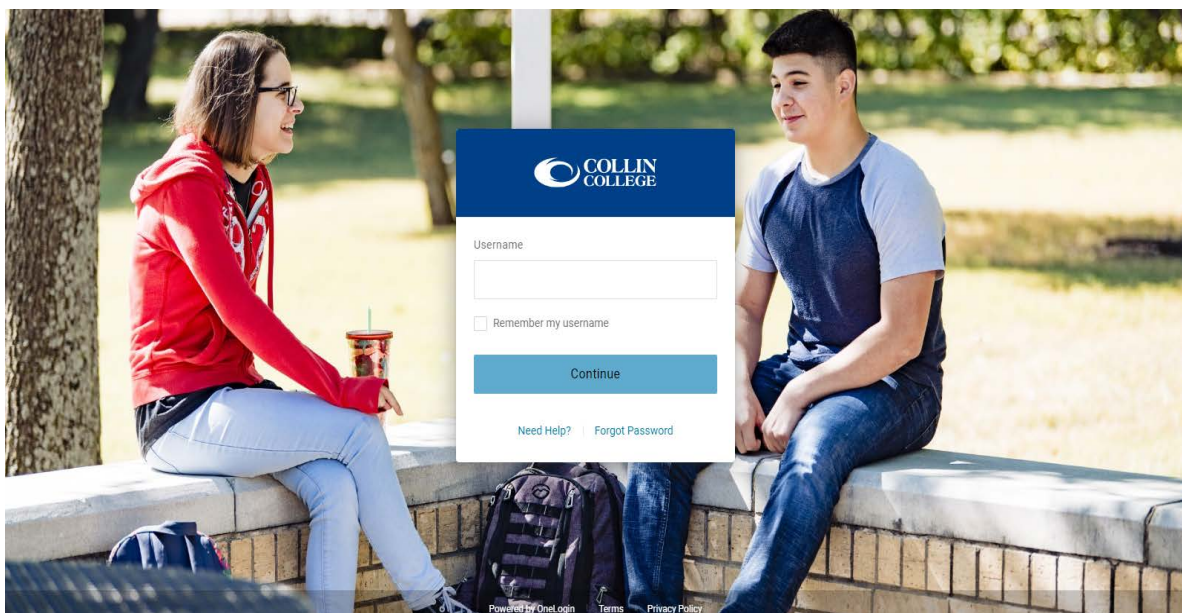 COLLIN
COLLEGE
Username
Remember my username
Continue
Need Help? Forgot Password
Powered by OneLogin Terms Privacy Policy